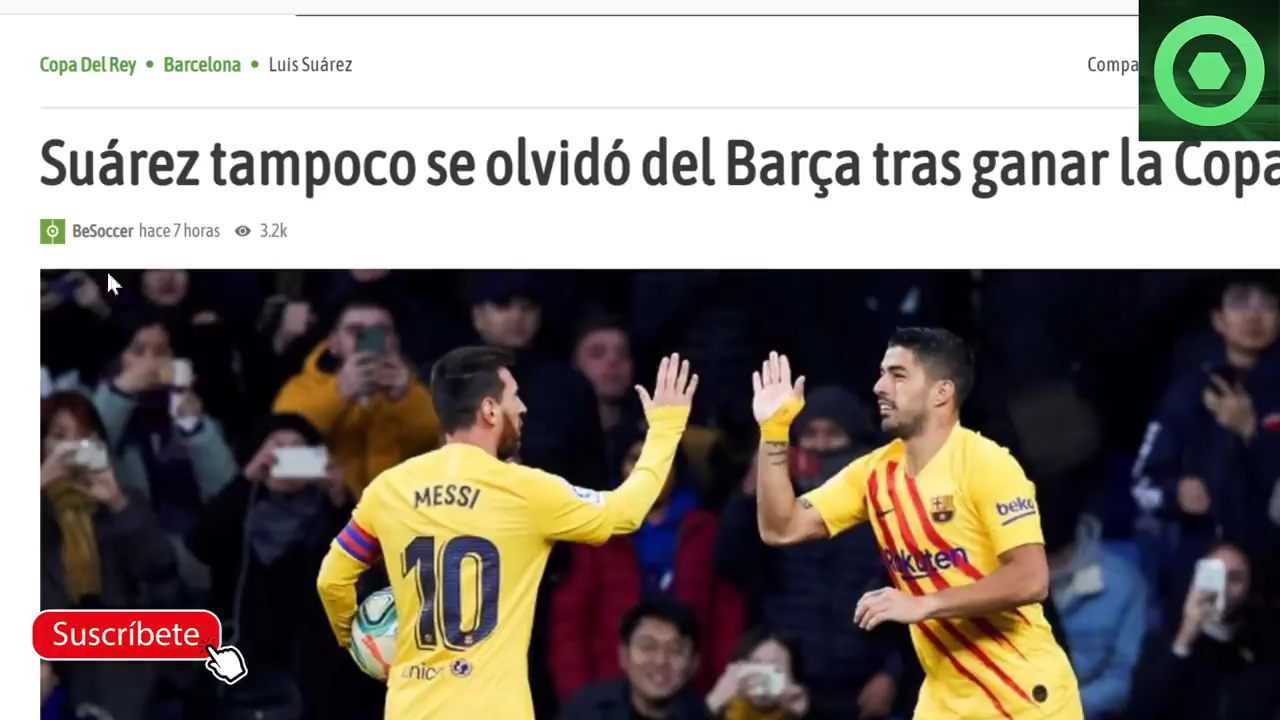 Copa Del Rey • Barcelona • Luis Suárez
Compa
Suárez tampoco se olvidó del Barça tras ganar la Copa
BeSoccer hace 7 horas 3.2k
MESSI
10
unic
beko
Rakuten
Suscríbete